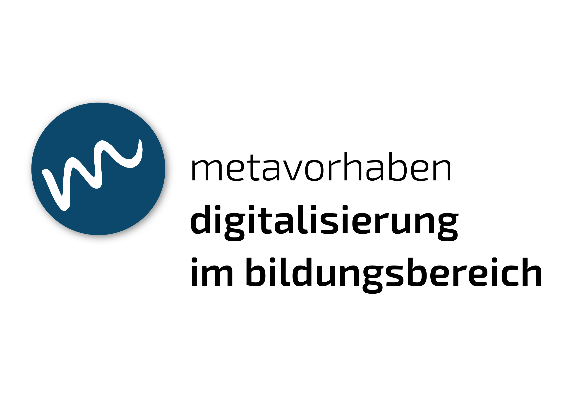 metavorhaben
digitalisierung
im bildungsbereich